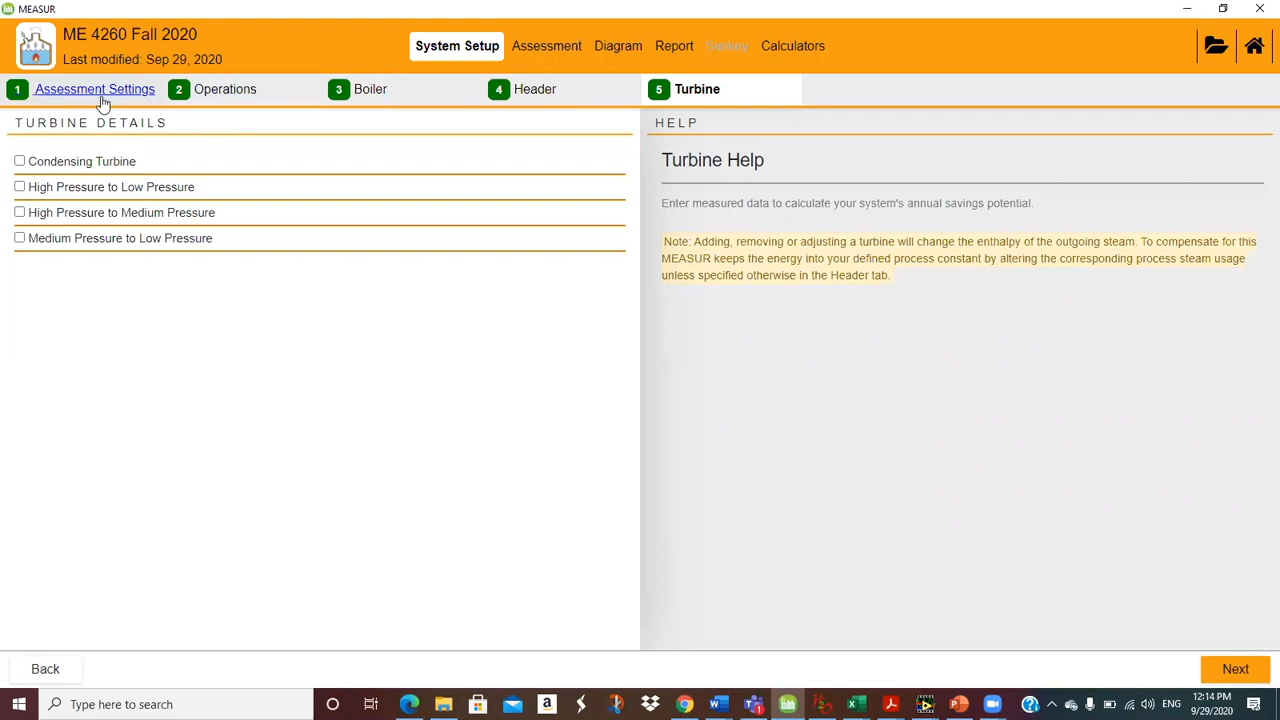 MEASUR
ME 4260 Fall 2020
Last modified: Sep 29, 2020
System Setup Assessment Diagram Report Sankey Calculators
1 Assessment Settings 2 Operations 3 Boiler 4 Header 5 Turbine
TURBINE DETAILS
Condensing Turbine
High Pressure to Low Pressure
High Pressure to Medium Pressure
Medium Pressure to Low Pressure
HELP
Turbine Help
Enter measured data to calculate your system's annual savings potential.
Note: Adding, removing or adjusting a turbine will change the enthalpy of the outgoing steam. To compensate for this
MEASUR keeps the energy into your defined process constant by altering the corresponding process steam usage
unless specified otherwise in the Header tab.
Back Next
Type here to search
ENG
12:14 PM
9/29/2020